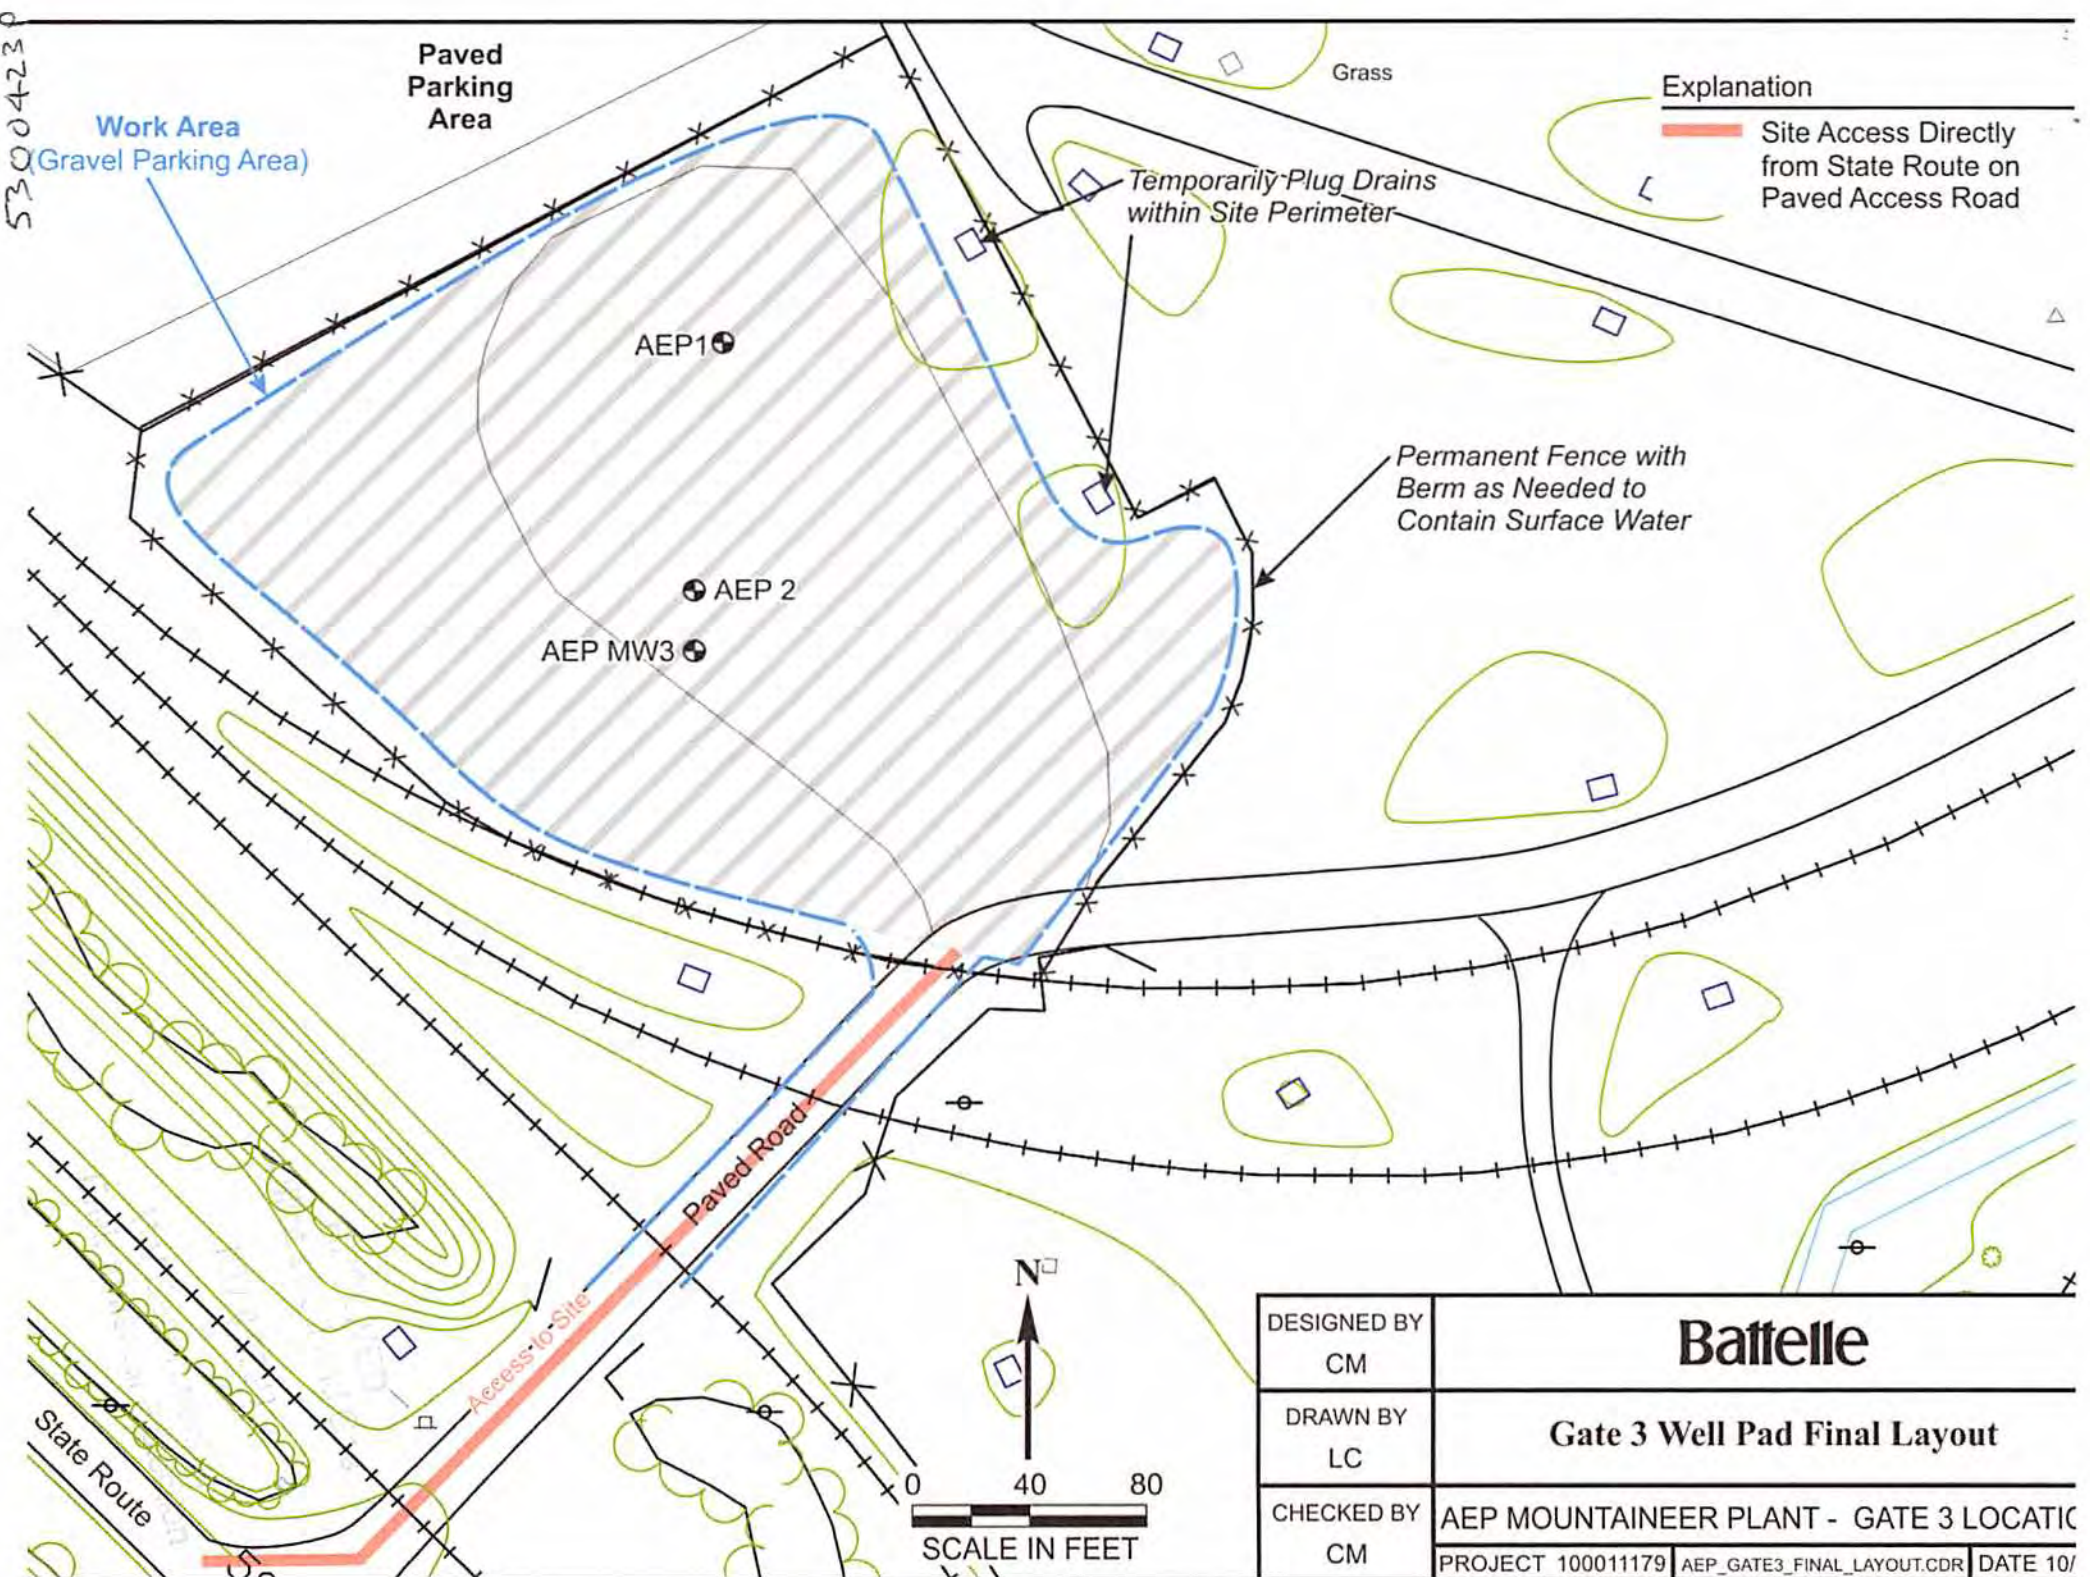 530004230
Paved
Parking
Area
Work Area
(Gravel Parking Area)
Grass
Explanation
Site Access Directly
from State Route on
Paved Access Road
Temporarily Plug Drains
within Site Perimeter
AEP1
Permanent Fence with
Berm as Needed to
Contain Surface Water
AEP 2
AEP MW3
Paved Road
Access to Site
State Route
N
0 40 80
SCALE IN FEET
DESIGNED BY
CM
Battelle
DRAWN BY
LC
Gate 3 Well Pad Final Layout
CHECKED BY
CM
AEP MOUNTAINEER PLANT - GATE 3 LOCATIO
PROJECT 100011179
AEP_GATE3_FINAL_LAYOUT.CDR
DATE 10/